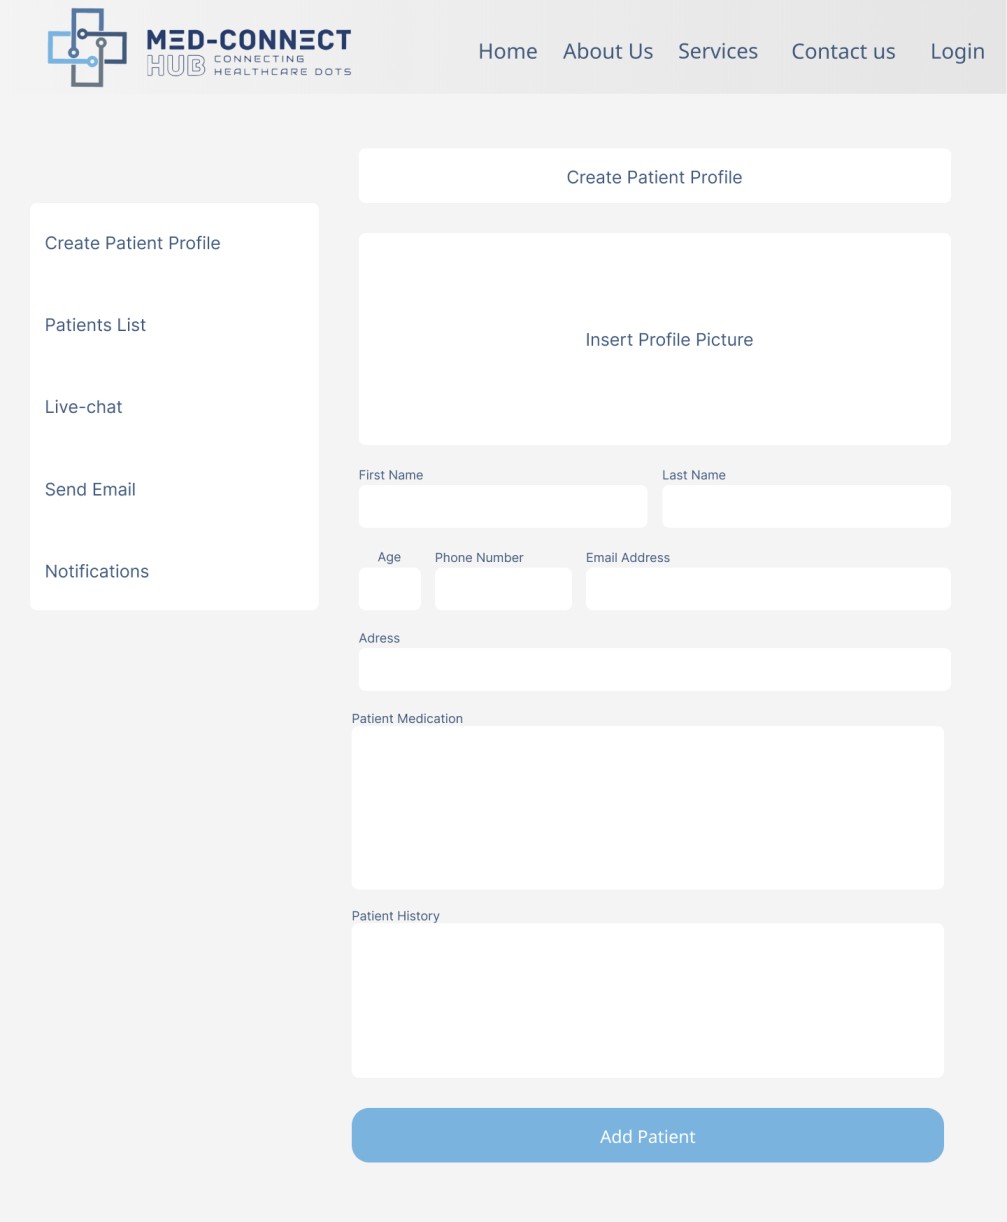 MED-CONNECT
HUB CONNECTING
HEALTHCARE DOTS
Home About Us Services Contact us Login
Create Patient Profile
Patients List
Live-chat
Send Email
Notifications
Create Patient Profile
Insert Profile Picture
First Name Last Name
Age Phone Number Email Address
Adress
Patient Medication
Patient History
Add Patient